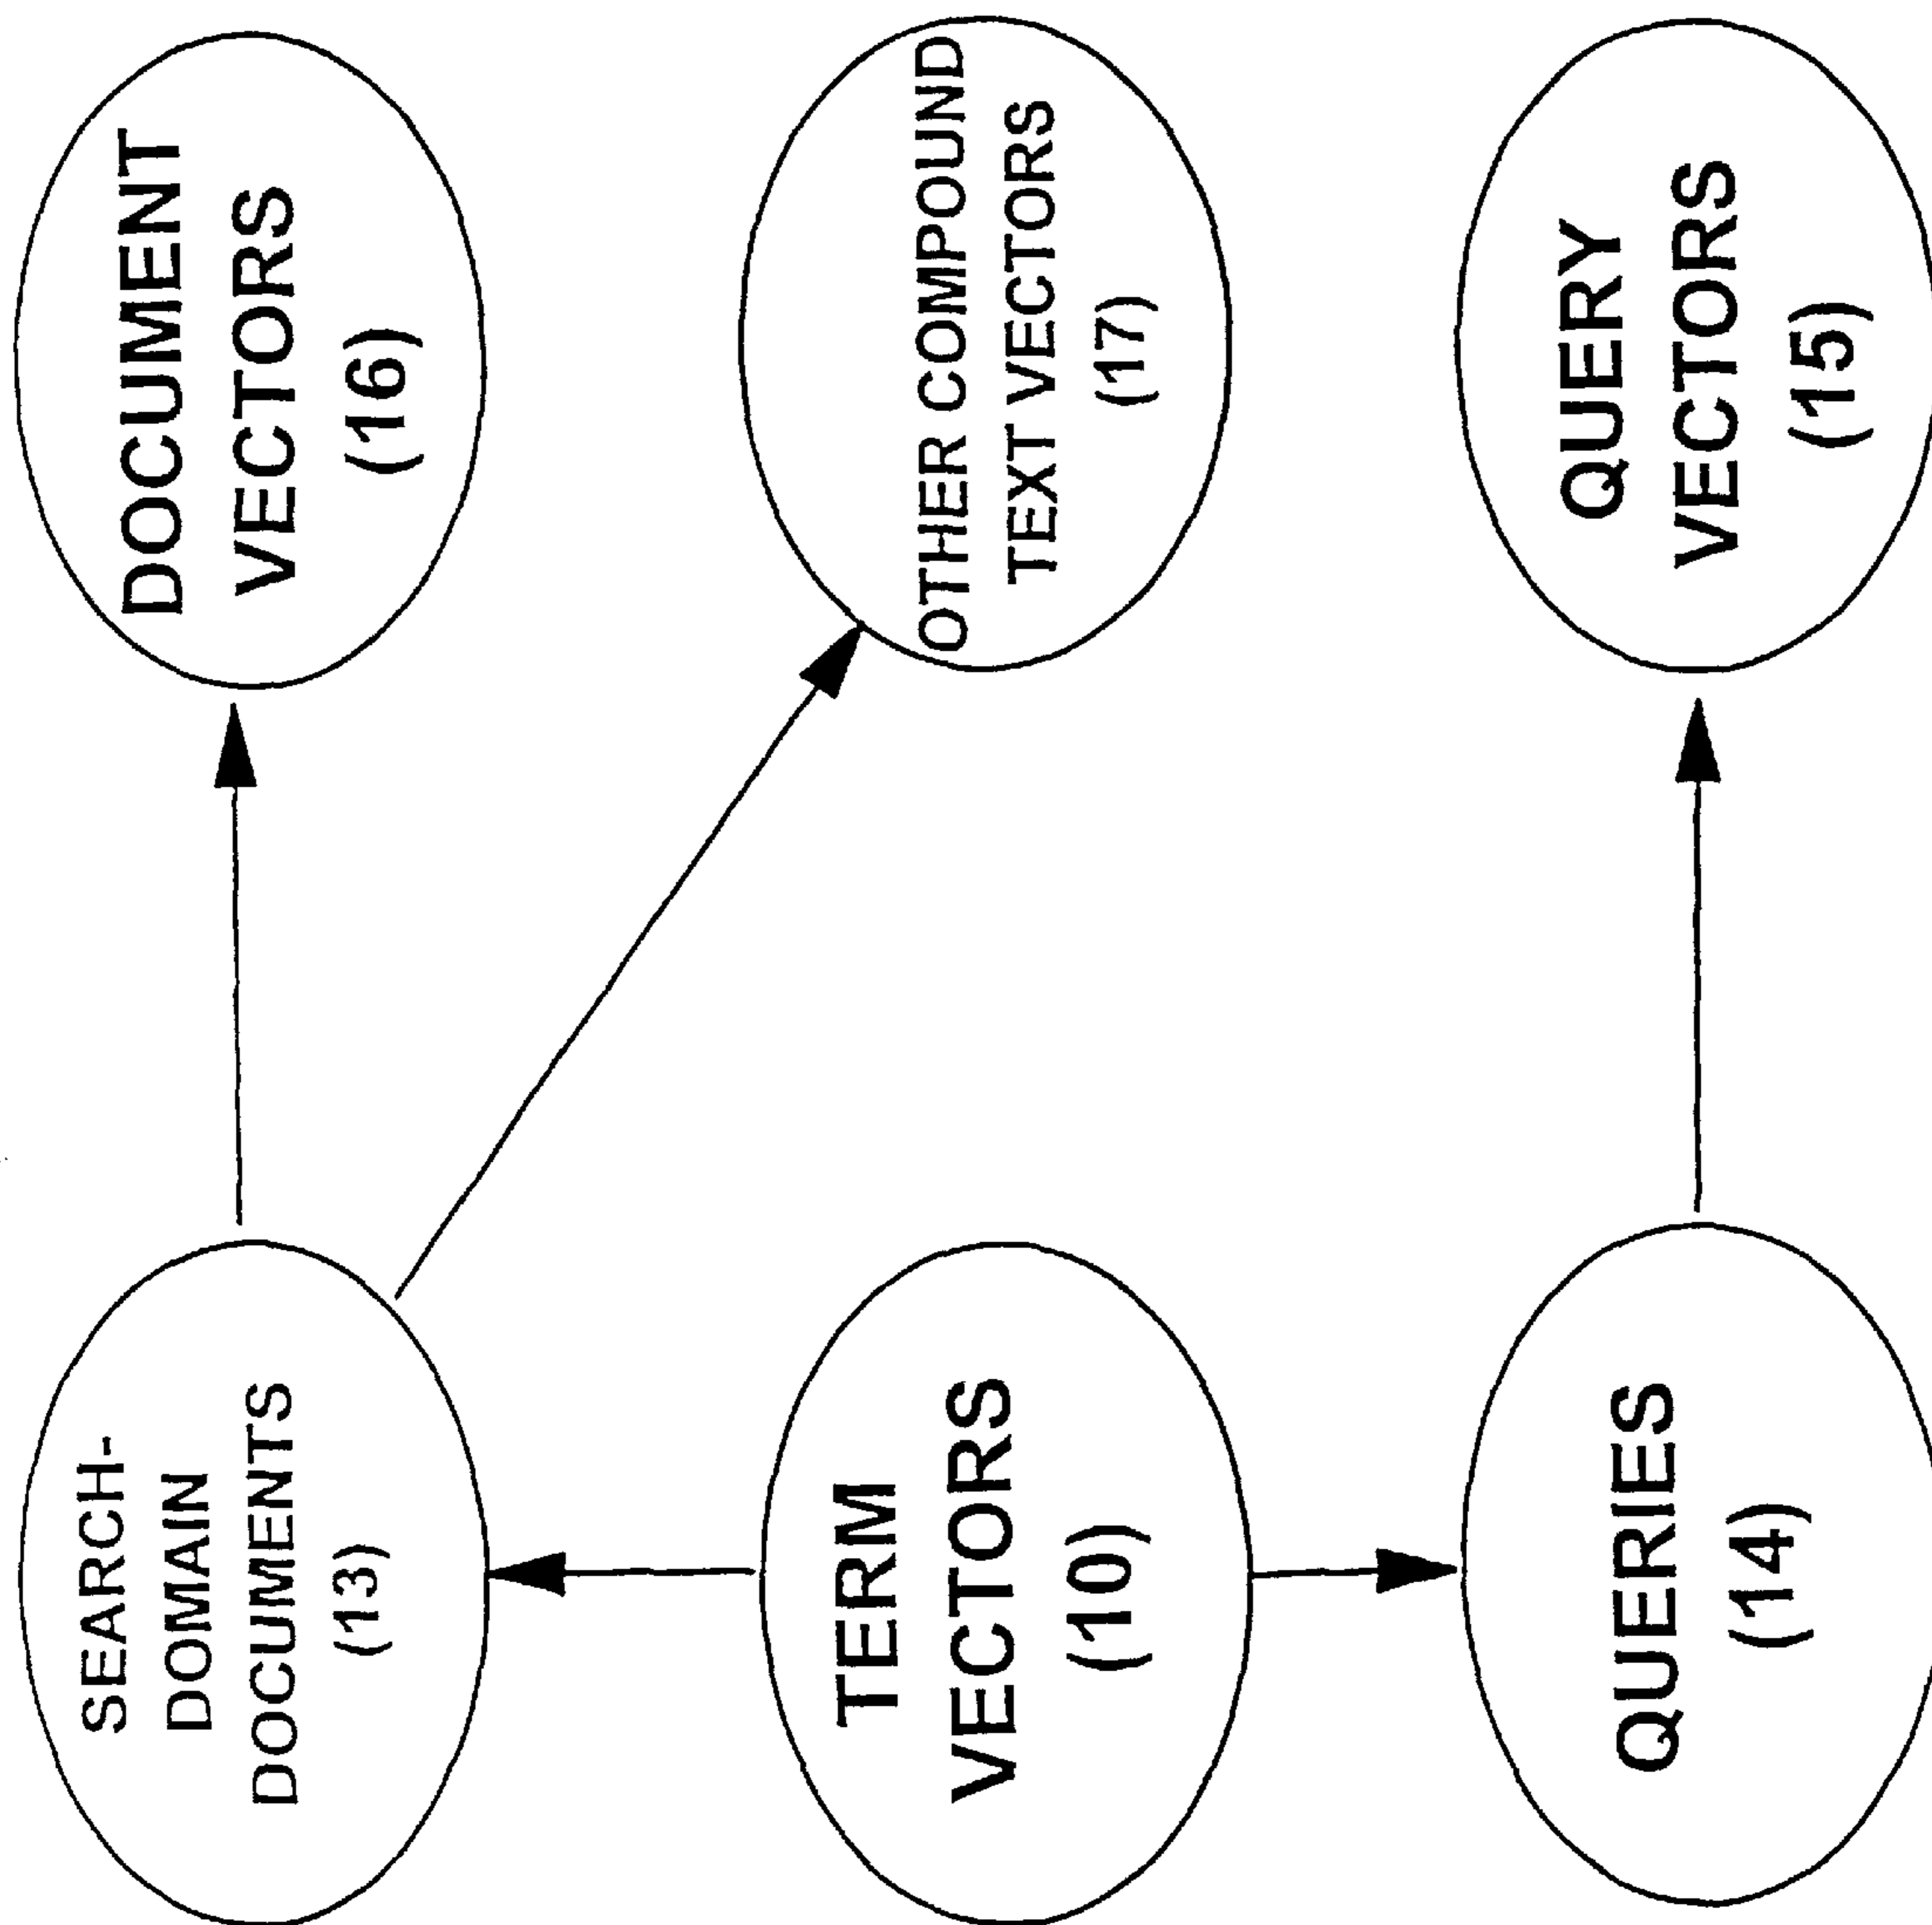 SEARCH-
DOMAIN
DOCUMENTS
(13)
DOCUMENT
VECTORS
(16)
TERM
VECTORS
(10)
OTHER COMPOUND
TEXT VECTORS
(17)
QUERIES
(14)
QUERY
VECTORS
(15)